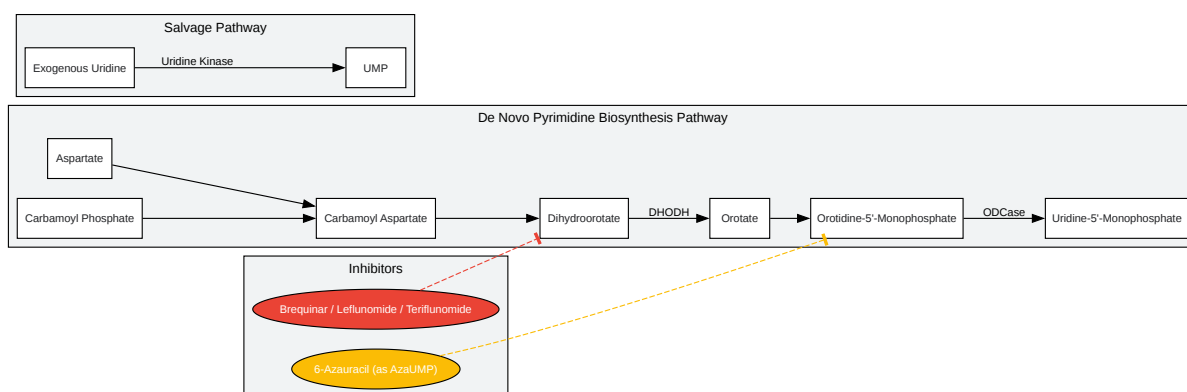 Salvage Pathway
Exogenous Uridine
Uridine Kinase
UMP
De Novo Pyrimidine Biosynthesis Pathway
Aspartate
Carbamoyl Phosphate
Carbamoyl Aspartate
Dihydroorotate
DHODH
Orotate
Orotidine-5'-Monophosphate
ODCase
Uridine-5'-Monophosphate
Inhibitors
Brequinar / Leflunomide / Teriflunomide
6-Azauracil (as AzaUMP)